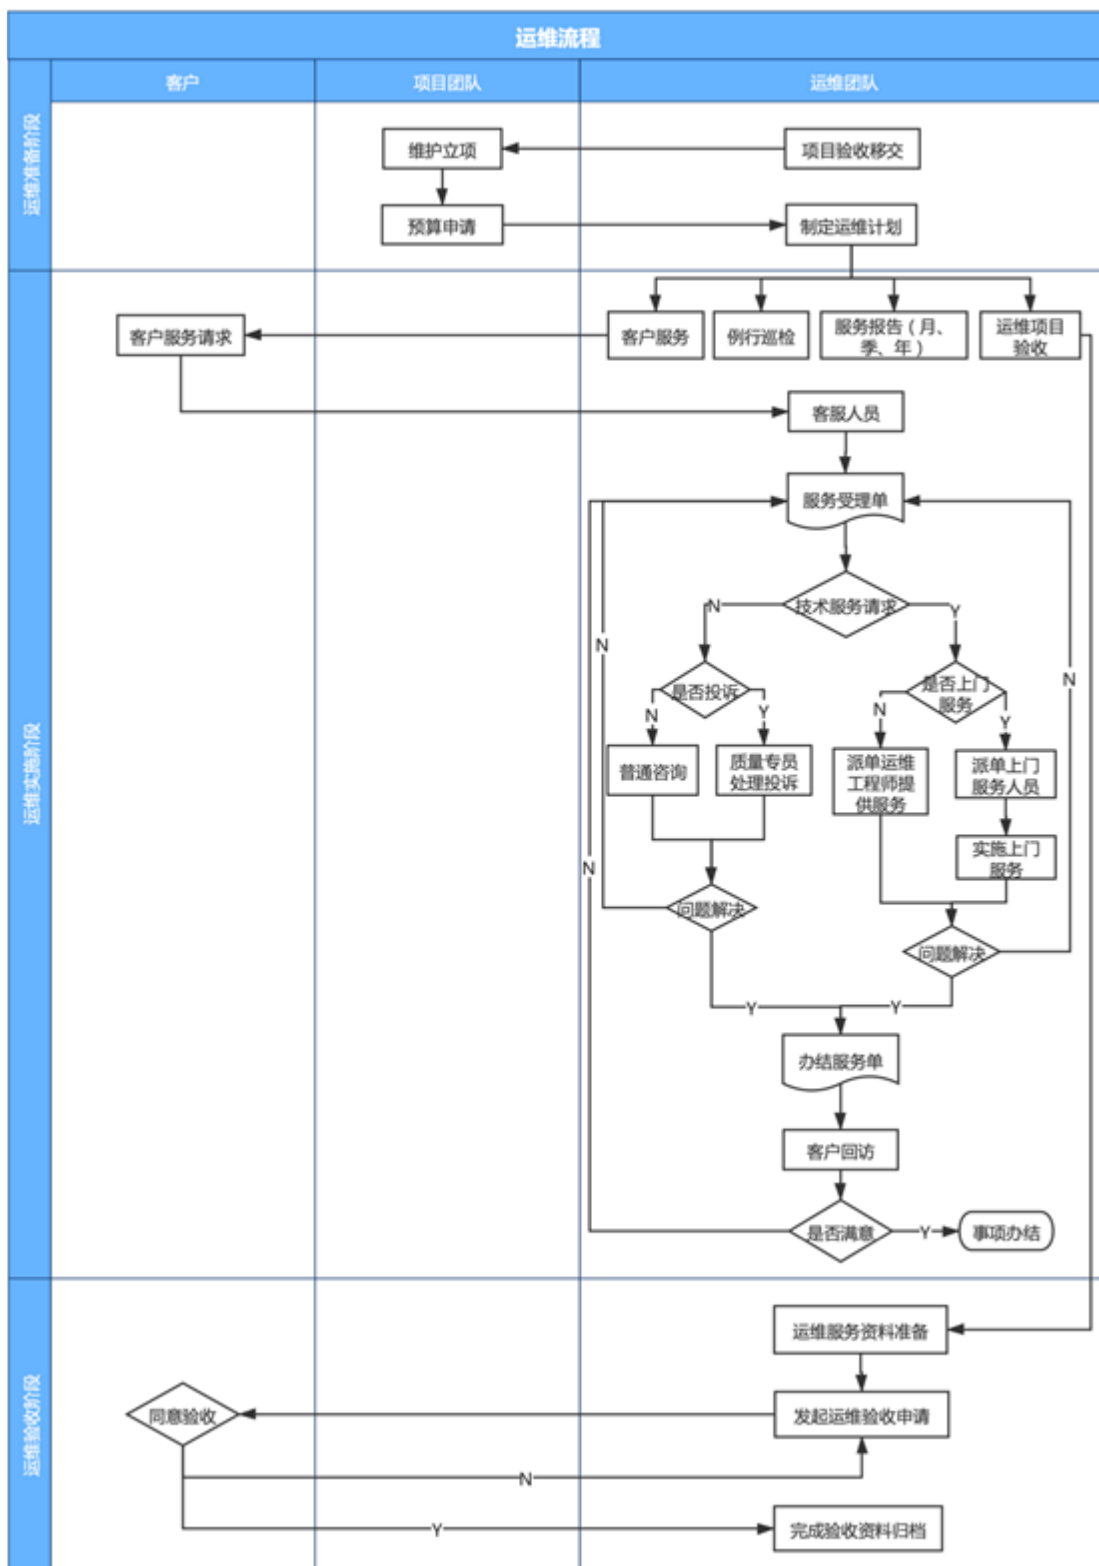 运维流程
客户
项目团队
运维团队
运维准备阶段
维护立项
项目验收移交
预算申请
制定运维计划
运维实施阶段
客户服务请求
客户服务
例行巡检
服务报告（月、
季、年）
运维项目
验收
客服人员
服务受理单
技术服务请求
N
Y
N
N
是否投诉
是否上门
服务
N
Y
N
Y
普通咨询
质量专员
处理投诉
派单运维
工程师提
供服务
派单上门
服务人员
实施上门
服务
N
问题解决
问题解决
Y
Y
办结服务单
客户回访
是否满意
Y
事项办结
运维验收阶段
运维服务资料准备
同意验收
发起运维验收申请
N
Y
完成验收资料归档